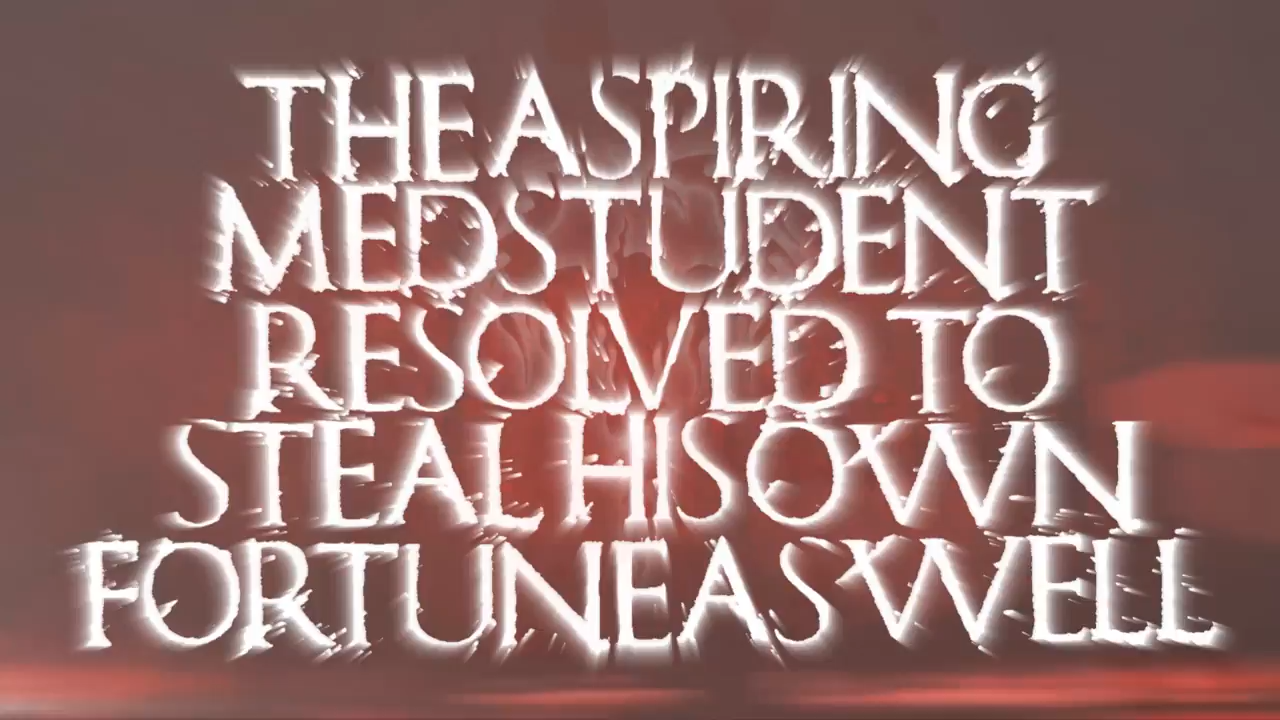 THE ASPIRING
MED STUDENT
RESOLVED TO
STEAL HIS OWN
FORTUNE AS WELL